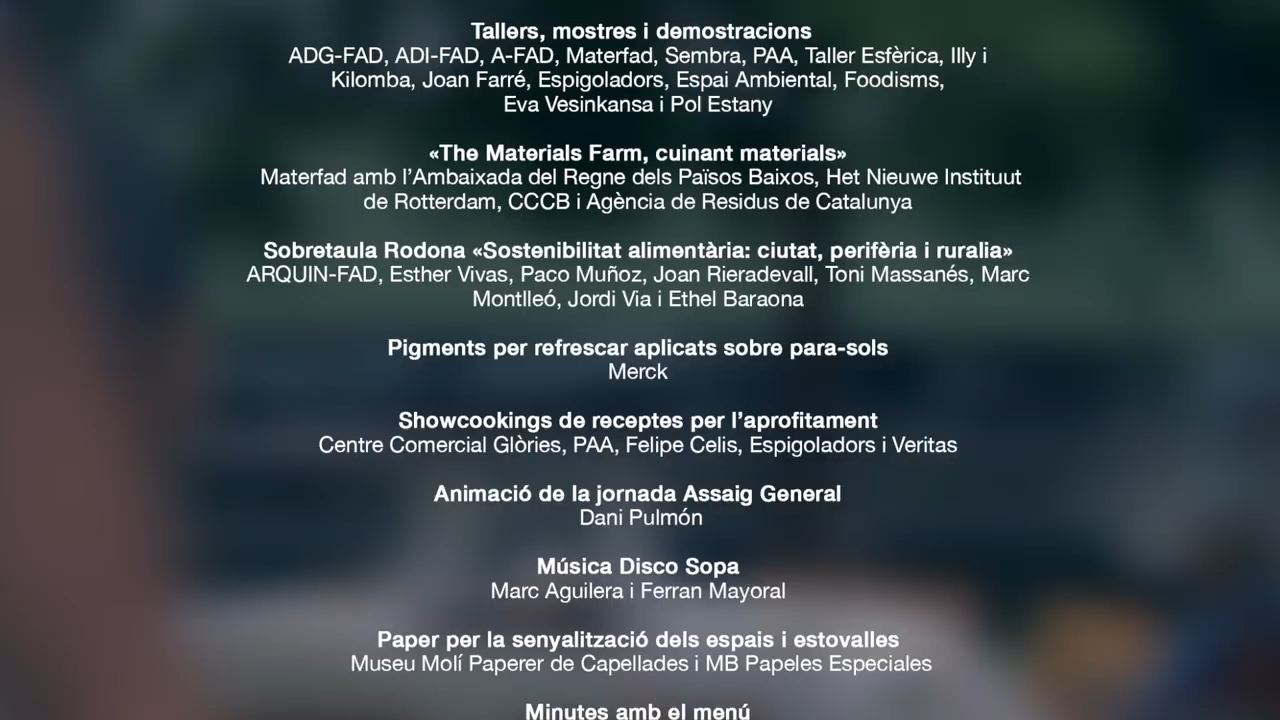 Tallers, mostres i demostracions
ADG-FAD, ADI-FAD, A-FAD, Materfad, Sembra, PAA, Taller Esfèrica, Illy i
Kilomba, Joan Farré, Espigoladors, Espai Ambiental, Foodisms,
Eva Vesinkansa i Pol Estany
«The Materials Farm, cuinant materials»
Materfad amb l’Ambaixada del Regne dels Països Baixos, Het Nieuwe Instituut
de Rotterdam, CCCB i Agència de Residus de Catalunya
Sobretaula Rodona «Sostenibilitat alimentària: ciutat, perifèria i ruralia»
ARQUIN-FAD, Esther Vivas, Paco Muñoz, Joan Rieradevall, Toni Massanés, Marc
Montlleó, Jordi Via i Ethel Baraona
Pigments per refrescar aplicats sobre para-sols
Merck
Showcookings de receptes per l’aprofitament
Centre Comercial Glòries, PAA, Felipe Celis, Espigoladors i Veritas
Animació de la jornada Assaig General
Dani Pulmón
Música Disco Sopa
Marc Aguilera i Ferran Mayoral
Paper per la senyalització dels espais i estovalles
Museu Molí Paperer de Capellades i MB Papeles Especiales
Minutes amb el menú